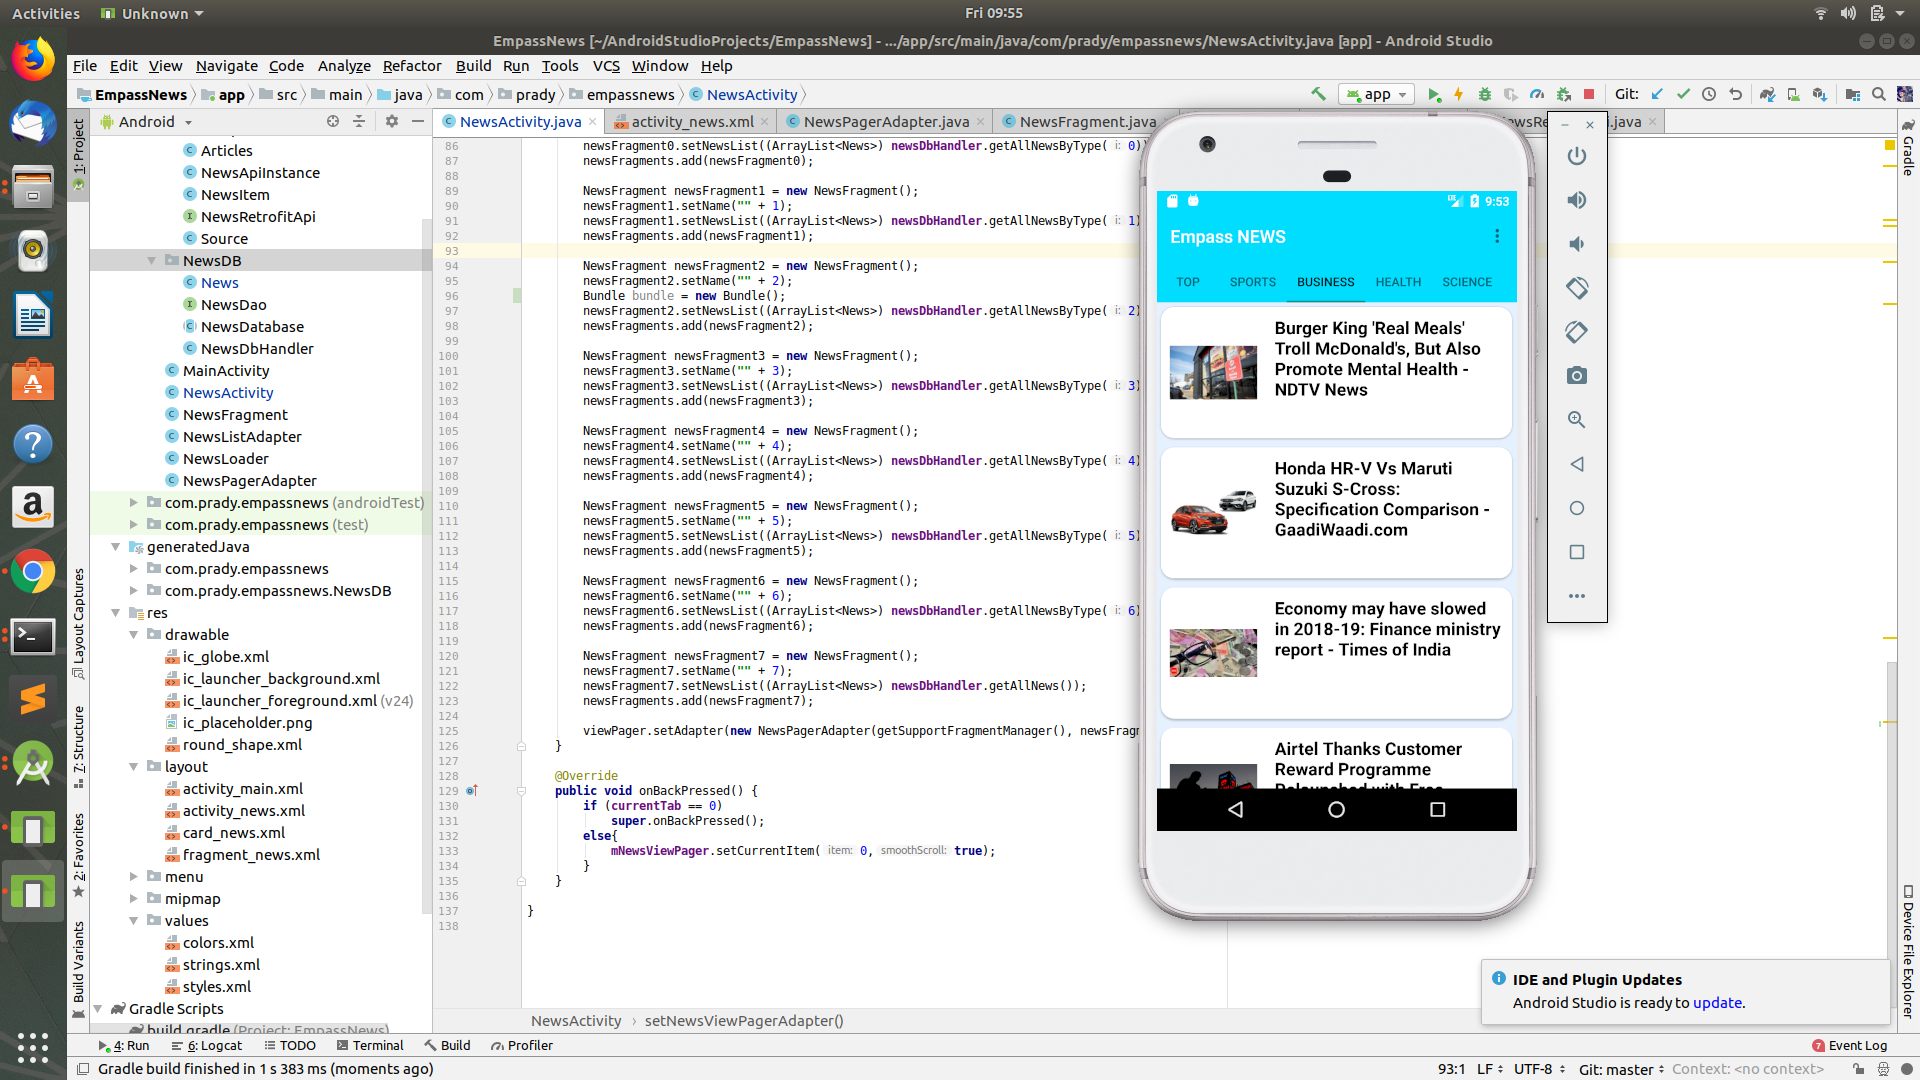 Activities
Unknown
Fri 09:55
EmpassNews [~/AndroidStudioProjects/EmpassNews] - .../app/src/main/java/com/prady/empassnews/NewsActivity.java [app] - Android Studio
File Edit View Navigate Code Analyze Refactor Build Run Tools VCS Window Help
EmpassNews app src main java com prady empassnews NewsActivity
app
Git:
1: Project
Android
NewsActivity.java
activity_news.xml
NewsPagerAdapter.java
NewsFragment.java
Gradle
Articles
NewsApiInstance
NewsItem
NewsRetrofitApi
Source
NewsDB
News
NewsDao
NewsDatabase
NewsDbHandler
MainActivity
NewsActivity
NewsFragment
NewsListAdapter
NewsLoader
NewsPagerAdapter
com.prady.empassnews (androidTest)
com.prady.empassnews (test)
generatedJava
com.prady.empassnews
com.prady.empassnews.NewsDB
res
drawable
ic_globe.xml
ic_launcher_background.xml
ic_launcher_foreground.xml (v24)
ic_placeholder.png
round_shape.xml
layout
activity_main.xml
activity_news.xml
card_news.xml
fragment_news.xml
menu
mipmap
values
colors.xml
strings.xml
styles.xml
Gradle Scripts
build.gradle (Project: EmpassNews)
Layout Captures
7: Structure
2: Favorites
Build Variants
86 newsFragment0.setNewsList((ArrayList<News>) newsDbHandler.getAllNewsByType( i: 0))
87 newsFragments.add(newsFragment0);
88
89 NewsFragment newsFragment1 = new NewsFragment();
90 newsFragment1.setName("" + 1);
91 newsFragment1.setNewsList((ArrayList<News>) newsDbHandler.getAllNewsByType( i: 1)
92 newsFragments.add(newsFragment1);
93
94 NewsFragment newsFragment2 = new NewsFragment();
95 newsFragment2.setName("" + 2);
96 Bundle bundle = new Bundle();
97 newsFragment2.setNewsList((ArrayList<News>) newsDbHandler.getAllNewsByType( i: 2)
98 newsFragments.add(newsFragment2);
99
100 NewsFragment newsFragment3 = new NewsFragment();
101 newsFragment3.setName("" + 3);
102 newsFragment3.setNewsList((ArrayList<News>) newsDbHandler.getAllNewsByType( i: 3)
103 newsFragments.add(newsFragment3);
104
105 NewsFragment newsFragment4 = new NewsFragment();
106 newsFragment4.setName("" + 4);
107 newsFragment4.setNewsList((ArrayList<News>) newsDbHandler.getAllNewsByType( i: 4)
108 newsFragments.add(newsFragment4);
109
110 NewsFragment newsFragment5 = new NewsFragment();
111 newsFragment5.setName("" + 5);
112 newsFragment5.setNewsList((ArrayList<News>) newsDbHandler.getAllNewsByType( i: 5)
113 newsFragments.add(newsFragment5);
114
115 NewsFragment newsFragment6 = new NewsFragment();
116 newsFragment6.setName("" + 6);
117 newsFragment6.setNewsList((ArrayList<News>) newsDbHandler.getAllNewsByType( i: 6)
118 newsFragments.add(newsFragment6);
119
120 NewsFragment newsFragment7 = new NewsFragment();
121 newsFragment7.setName("" + 7);
122 newsFragment7.setNewsList((ArrayList<News>) newsDbHandler.getAllNews());
123 newsFragments.add(newsFragment7);
124
125 viewPager.setAdapter(new NewsPagerAdapter(getSupportFragmentManager(), newsFragm
126 }
127
128 @Override
129 public void onBackPressed() {
130 if (currentTab == 0)
131 super.onBackPressed();
132 else{
133 mNewsViewPager.setCurrentItem( item: 0, smoothScroll: true);
134 }
135 }
136
137 }
138
NewsActivity › setNewsViewPagerAdapter()
9:53
Empass NEWS
TOP SPORTS BUSINESS HEALTH SCIENCE
Burger King 'Real Meals'
Troll McDonald's, But Also
Promote Mental Health -
NDTV News
Honda HR-V Vs Maruti
Suzuki S-Cross:
Specification Comparison -
GaadiWaadi.com
Economy may have slowed
in 2018-19: Finance ministry
report - Times of India
Airtel Thanks Customer
Reward Programme
Relaunched with Free
Device File Explorer
IDE and Plugin Updates
Android Studio is ready to update.
4: Run 6: Logcat TODO Terminal Build Profiler
7 Event Log
Gradle build finished in 1 s 383 ms (moments ago)
93:1 LF UTF-8 Git: master Context: <no context>